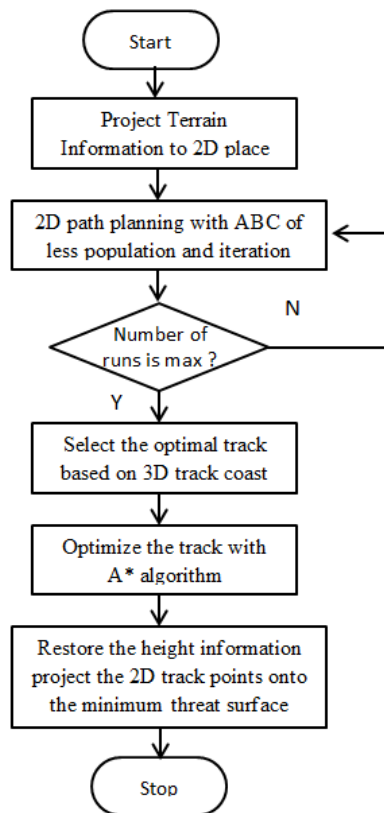 Start
Project Terrain
Information to 2D place
2D path planning with ABC of
less population and iteration
Number of
runs is max ?
N
Y
Select the optimal track
based on 3D track coast
Optimize the track with
A* algorithm
Restore the height information
project the 2D track points onto
the minimum threat surface
Stop